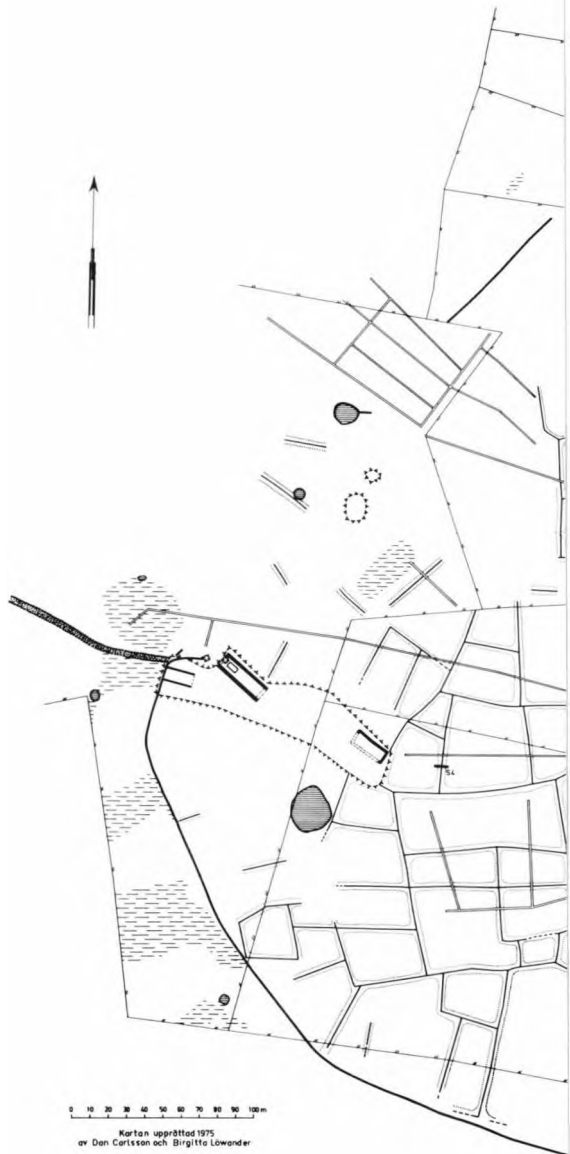 S4
0 10 20 30 40 50 60 70 80 90 100 m
Kartan upprättad 1975
av Dan Carlsson och Birgitta Löwander